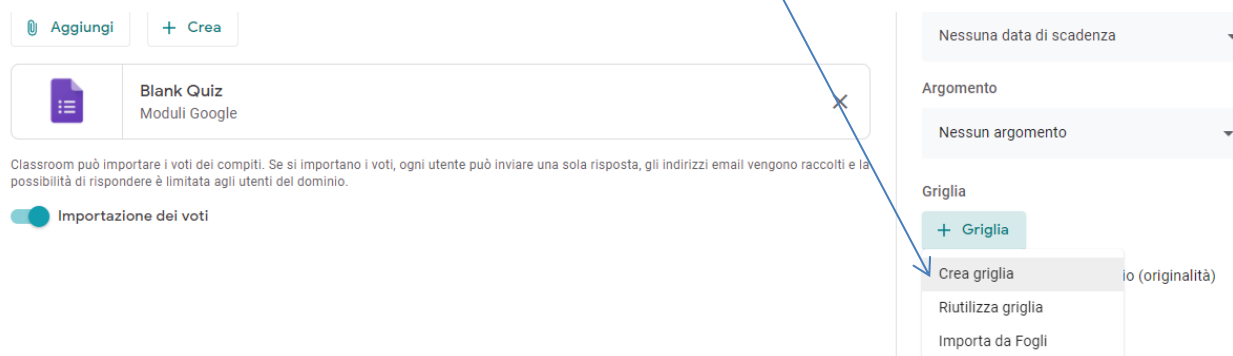 Aggiungi
+ Crea
Blank Quiz
Moduli Google
Classroom può importare i voti dei compiti. Se si importano i voti, ogni utente può inviare una sola risposta, gli indirizzi email vengono raccolti e la
possibilità di rispondere è limitata agli utenti del dominio.
Importazione dei voti
Nessuna data di scadenza
Argomento
Nessun argomento
Griglia
+ Griglia
Crea griglia
io (originalità)
Riutilizza griglia
Importa da Fogli